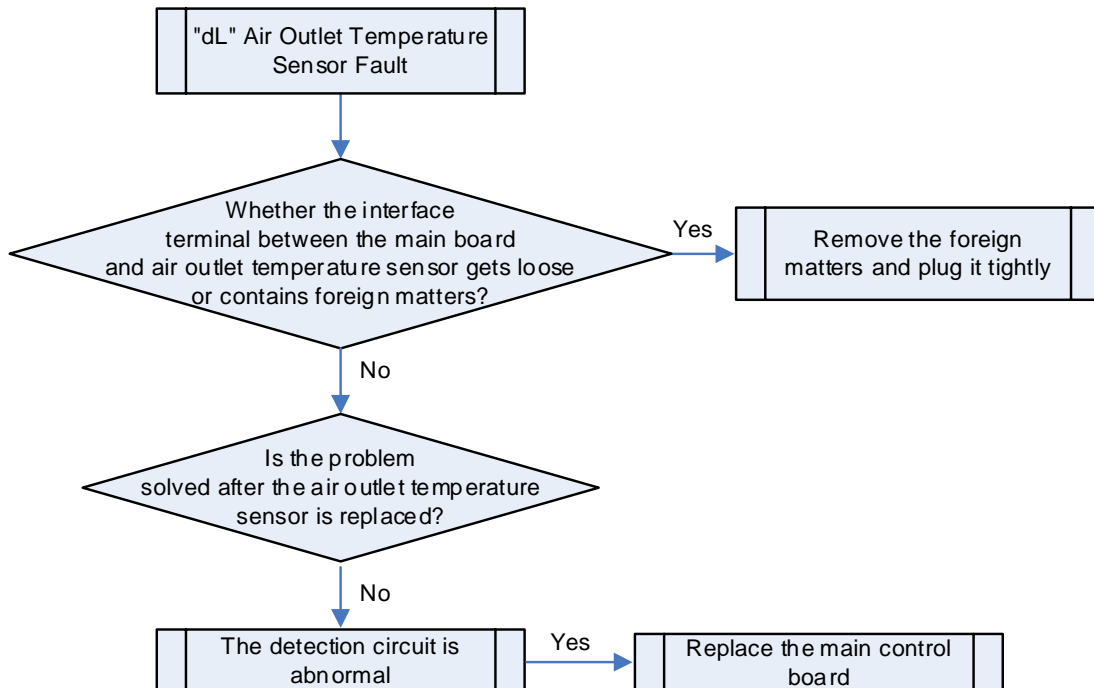 "dL" Air Outlet Temperature
Sensor Fault
Whether the interface
terminal between the main board
and air outlet temperature sensor gets loose
or contains foreign matters?
Yes
Remove the foreign
matters and plug it tightly
No
Is the problem
solved after the air outlet temperature
sensor is replaced?
No
The detection circuit is
abnormal
Yes
Replace the main control
board